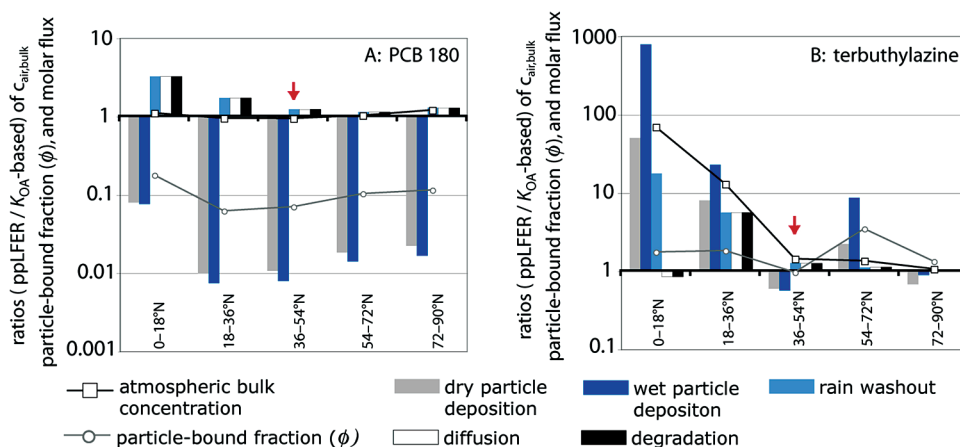 ratios ( ppLFER / KOA-based) of cair,bulk
particle-bound fraction (ϕ), and molar flux
10
1
0.1
0.01
0.001
A: PCB 180
0–18°N
18–36°N
36–54°N
54–72°N
72–90°N
ratios ( ppLFER / KOA-based) of cair,bulk
particle-bound fraction (ϕ), and molar flux
1000
100
10
1
0.1
B: terbuthylazine
0–18°N
18–36°N
36–54°N
54–72°N
72–90°N
atmospheric bulk
concentration
dry particle
deposition
wet particle
depositon
rain washout
particle-bound fraction (ϕ)
diffusion
degradation